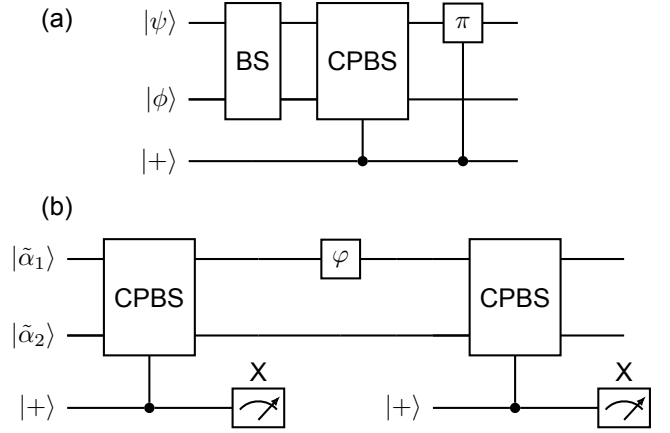 (a)
|ψ⟩ BS CPBS π
|ϕ⟩
|+⟩
(b)
|α̃₁⟩ CPBS φ CPBS
|α̃₂⟩
X X
|+⟩ |+⟩